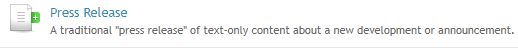 Press Release
A traditional "press release" of text-only content about a new development or announcement.